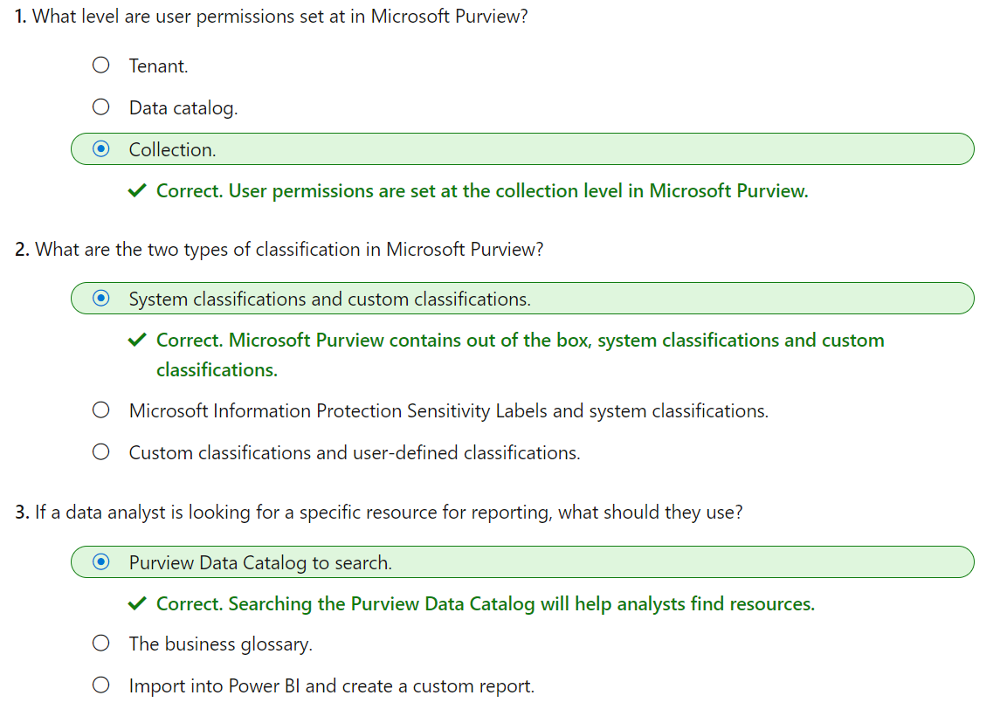 1. What level are user permissions set at in Microsoft Purview?
Tenant.
Data catalog.
Collection.
Correct. User permissions are set at the collection level in Microsoft Purview.
2. What are the two types of classification in Microsoft Purview?
System classifications and custom classifications.
Correct. Microsoft Purview contains out of the box, system classifications and custom
classifications.
Microsoft Information Protection Sensitivity Labels and system classifications.
Custom classifications and user-defined classifications.
3. If a data analyst is looking for a specific resource for reporting, what should they use?
Purview Data Catalog to search.
Correct. Searching the Purview Data Catalog will help analysts find resources.
The business glossary.
Import into Power BI and create a custom report.